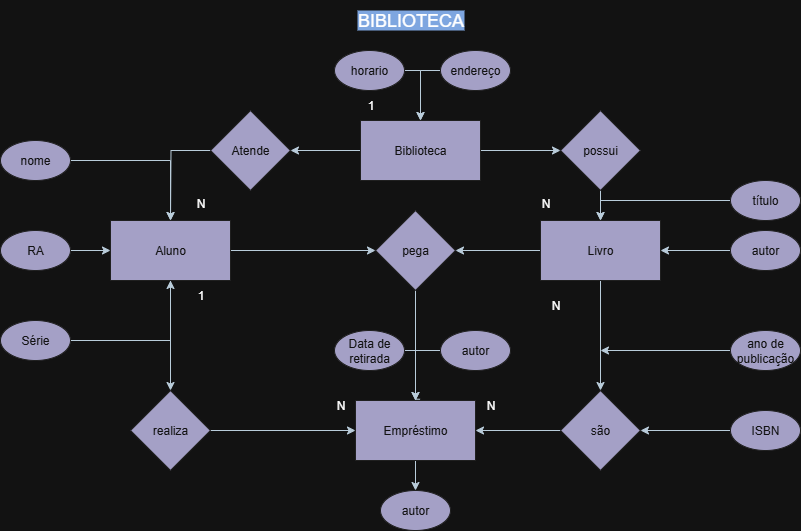 BIBLIOTECA
horario
endereço
1
Atende
Biblioteca
possui
nome
N
N
título
RA
Aluno
pega
Livro
autor
1
N
Série
Data de
retirada
autor
ano de
publicação
N
N
realiza
Empréstimo
são
ISBN
autor